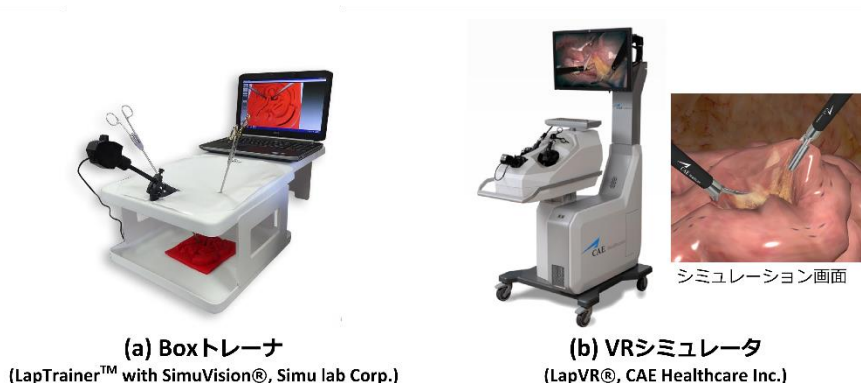 CAE
シミュレーション画面
(a) Boxトレーナ
(LapTrainer™ with SimuVision®, Simu lab Corp.)
(b) VRシミュレータ
(LapVR®, CAE Healthcare Inc.)